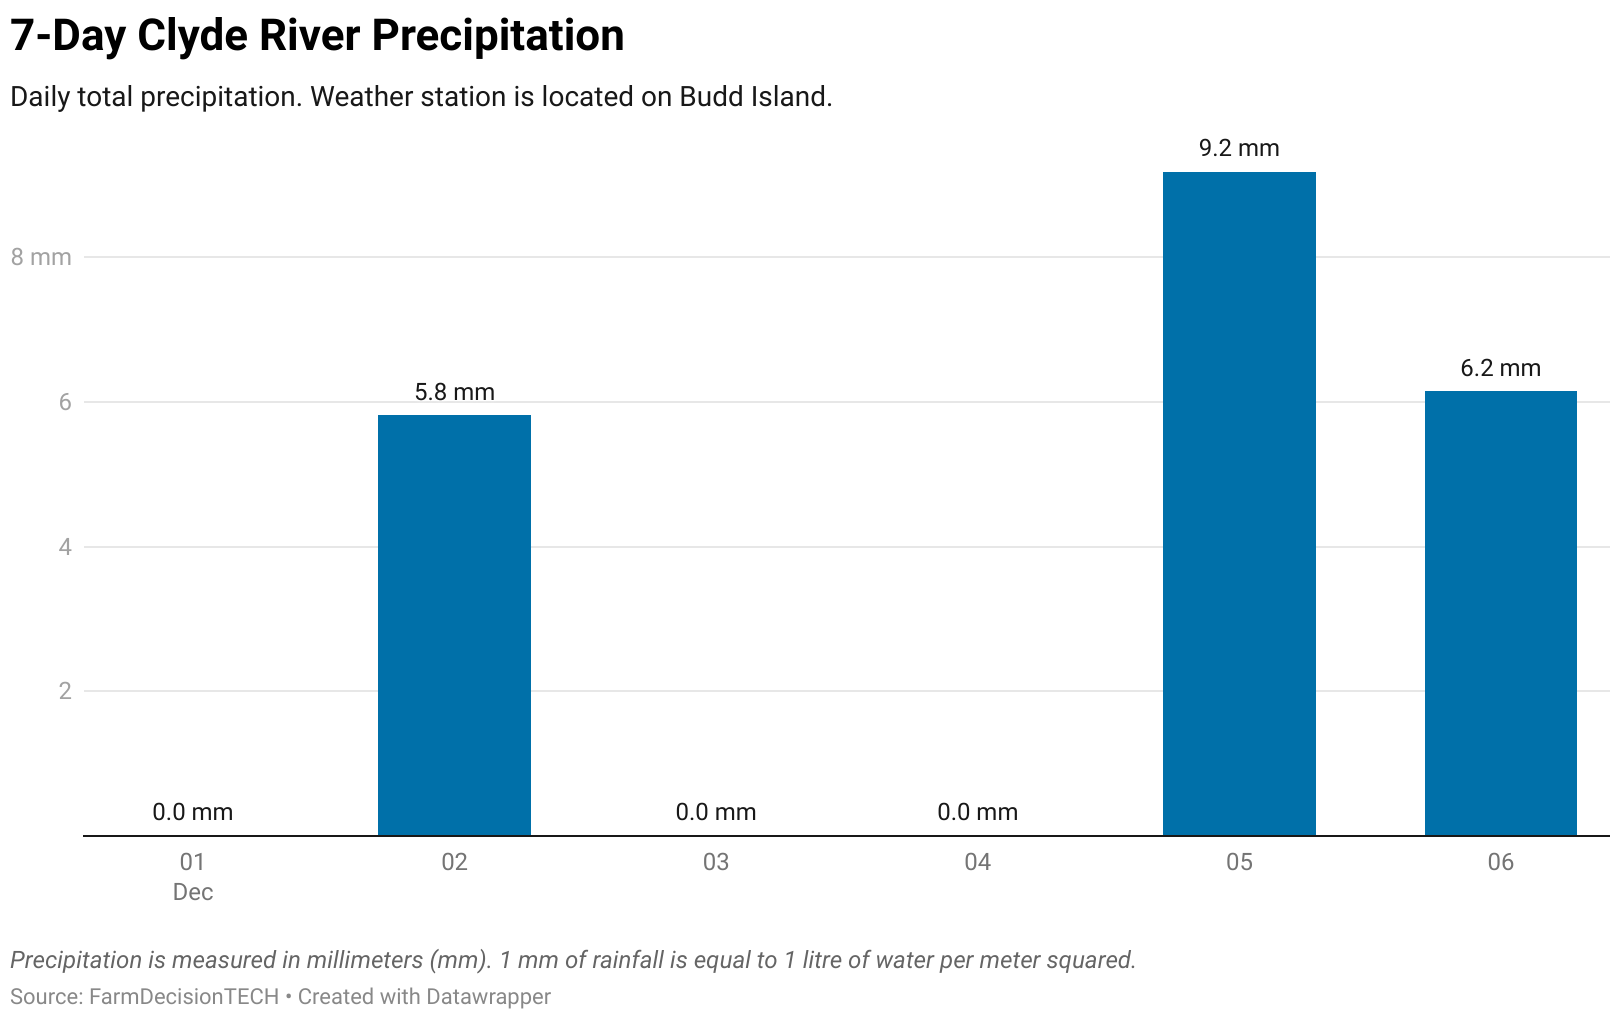 7-Day Clyde River Precipitation
Daily total precipitation. Weather station is located on Budd Island.
9.2 mm
8 mm
6.2 mm
5.8 mm
6
4
2
0.0 mm
0.0 mm
0.0 mm
01
02
03
04
05
06
Dec
Precipitation is measured in millimeters (mm). 1 mm of rainfall is equal to 1 litre of water per meter squared.
Source: FarmDecisionTECH • Created with Datawrapper